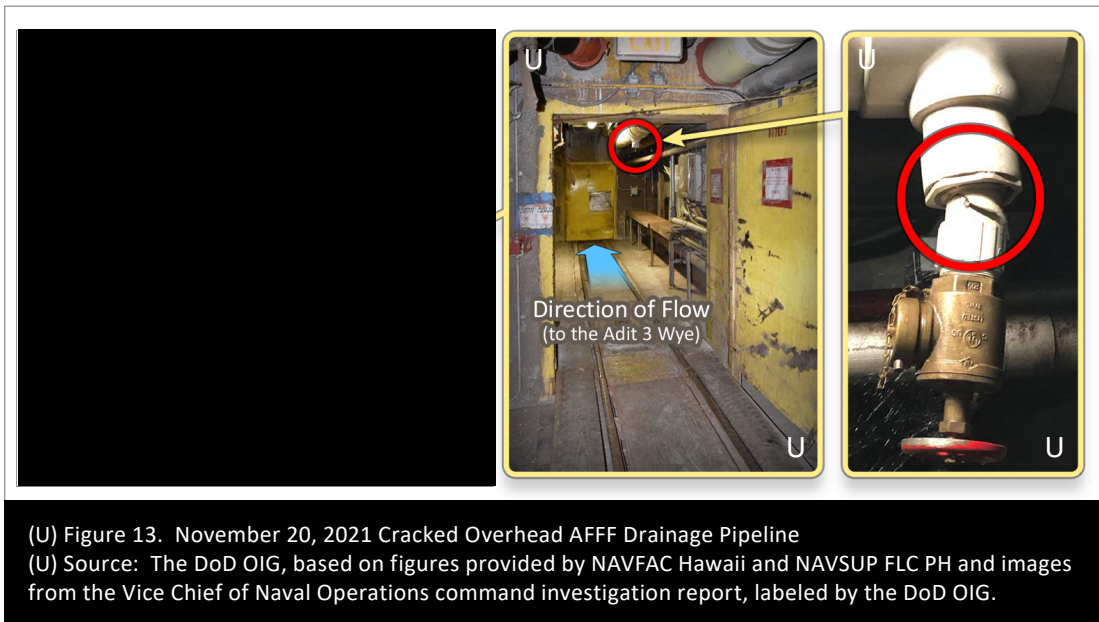 U
EXIT
U
Direction of Flow
(to the Adit 3 Wye)
U
U
(U) Figure 13. November 20, 2021 Cracked Overhead AFFF Drainage Pipeline
(U) Source: The DoD OIG, based on figures provided by NAVFAC Hawaii and NAVSUP FLC PH and images
from the Vice Chief of Naval Operations command investigation report, labeled by the DoD OIG.